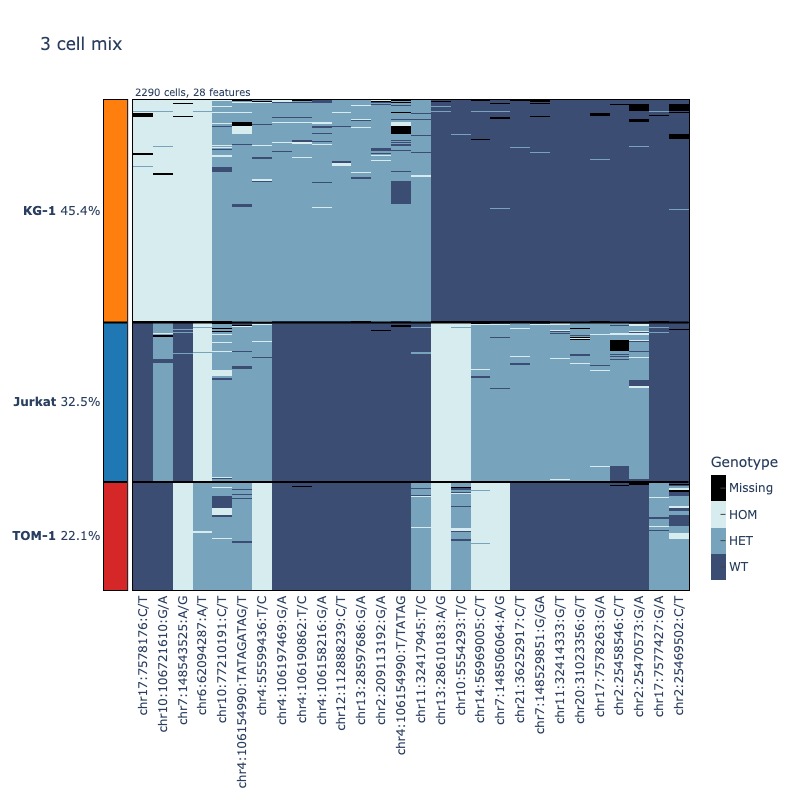 3 cell mix
2290 cells, 28 features
KG-1 45.4%
Jurkat 32.5%
TOM-1 22.1%
Genotype
Missing
HOM
HET
WT
chr17:7578176:C/T
chr10:106721610:G/A
chr7:148543525:A/G
chr6:62094287:A/T
chr10:77210191:C/T
chr4:106154990:TATAGATAG/T
chr4:55599436:T/C
chr4:106197469:G/A
chr4:106190862:T/C
chr4:106158216:G/A
chr12:112888239:C/T
chr13:28597686:G/A
chr2:209113192:G/A
chr4:106154990:T/TATAG
chr11:32417945:T/C
chr13:28610183:A/G
chr10:5554293:T/C
chr14:56969005:C/T
chr7:148506064:A/G
chr21:36252917:C/T
chr7:148529851:G/GA
chr11:32414333:G/T
chr20:31023356:G/T
chr17:7578263:G/A
chr2:25458546:C/T
chr2:25470573:G/A
chr17:7577427:G/A
chr2:25469502:C/T